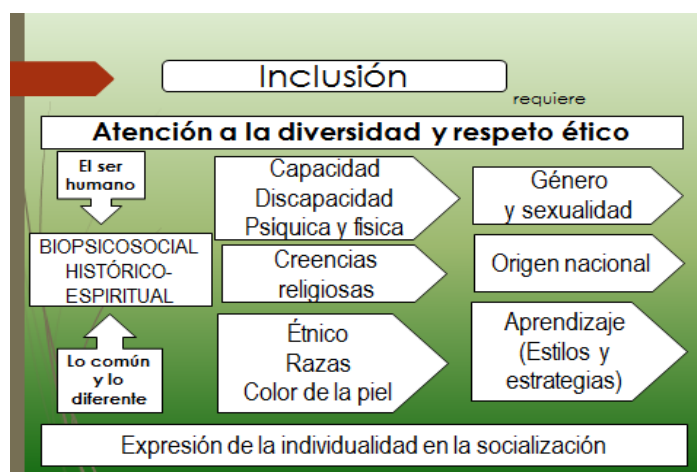 Inclusión
requiere
Atención a la diversidad y respeto ético
El ser
humano
BIOPSICOSOCIAL
HISTÓRICO-
ESPIRITUAL
Lo común
y lo
diferente
Capacidad
Discapacidad
Psíquica y física
Creencias
religiosas
Étnico
Razas
Color de la piel
Género
y sexualidad
Origen nacional
Aprendizaje
(Estilos y
estrategias)
Expresión de la individualidad en la socialización